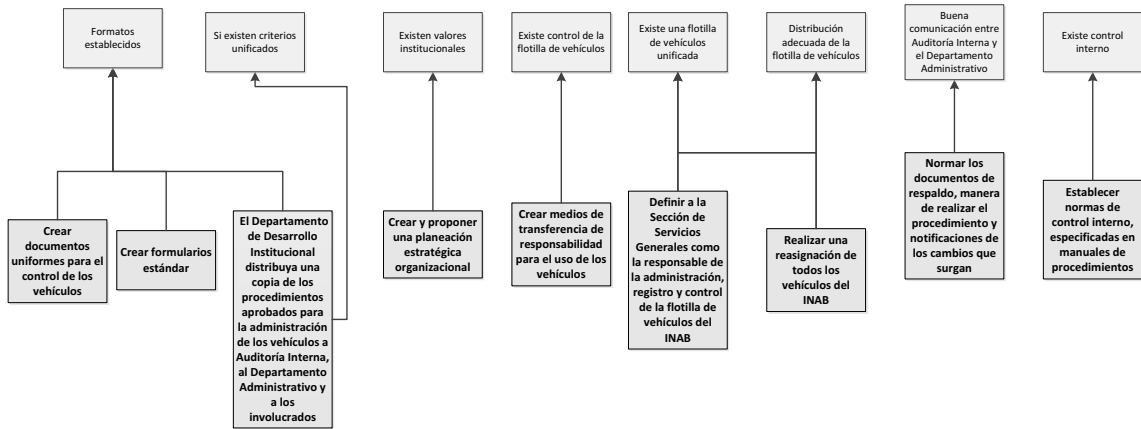 Formatos
establecidos
Si existen criterios
unificados
Existen valores
institucionales
Existe control de la
flotilla de vehículos
Existe una flotilla
de vehículos
unificada
Distribución
adecuada de la
flotilla de vehículos
Buena
comunicación entre
Auditoría Interna y
el Departamento
Administrativo
Existe control
interno
Crear
documentos
uniformes para el
control de los
vehículos
Crear formularios
estándar
El Departamento
de Desarrollo
Institucional
distribuya una
copia de los
procedimientos
aprobados para
la administración
de los vehículos a
Auditoría Interna,
al Departamento
Administrativo y
a los
involucrados
Crear y proponer
una planeación
estratégica
organizacional
Crear medios de
transferencia de
responsabilidad
para el uso de los
vehículos
Definir a la
Sección de
Servicios
Generales como
la responsable de
la administración,
registro y control
de la flotilla de
vehículos del
INAB
Realizar una
reasignación de
todos los
vehículos del
INAB
Normar los
documentos de
respaldo, manera
de realizar el
procedimiento y
notificaciones de
los cambios que
surgan
Establecer
normas de
control interno,
especificadas en
manuales de
procedimientos